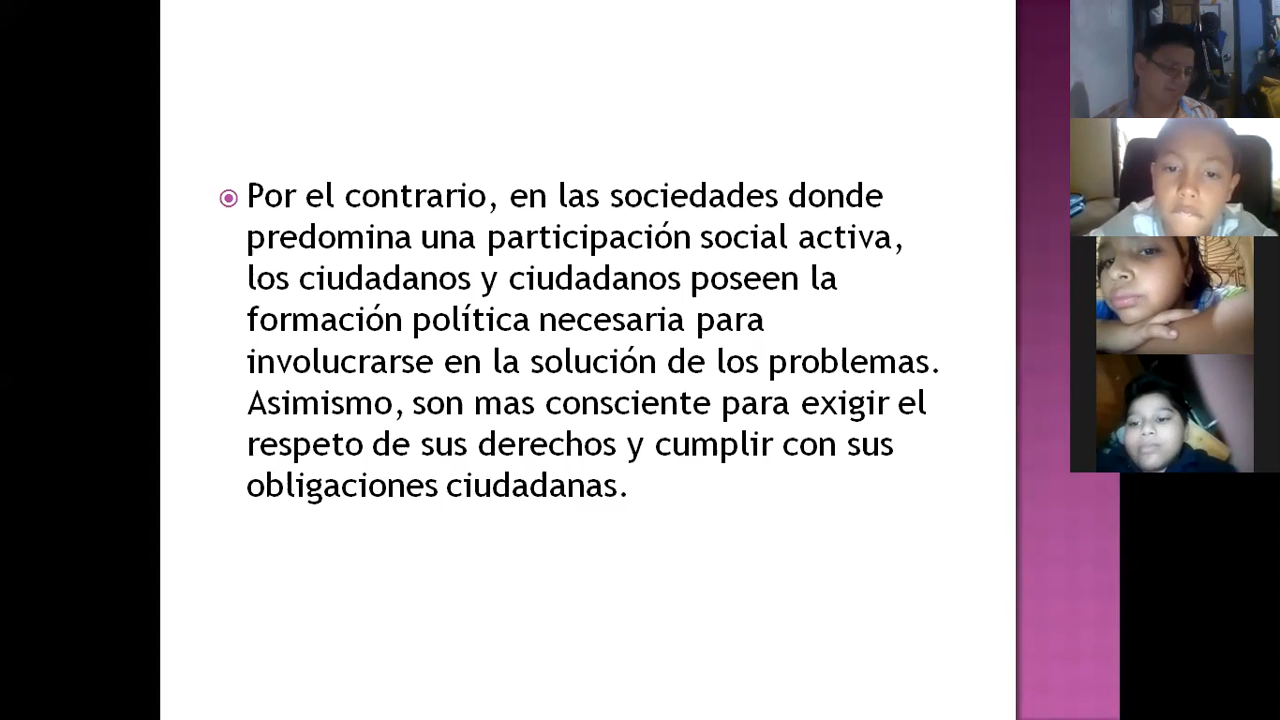 Por el contrario, en las sociedades donde
predomina una participación social activa,
los ciudadanos y ciudadanos poseen la
formación política necesaria para
involucrarse en la solución de los problemas.
Asimismo, son mas consciente para exigir el
respeto de sus derechos y cumplir con sus
obligaciones ciudadanas.